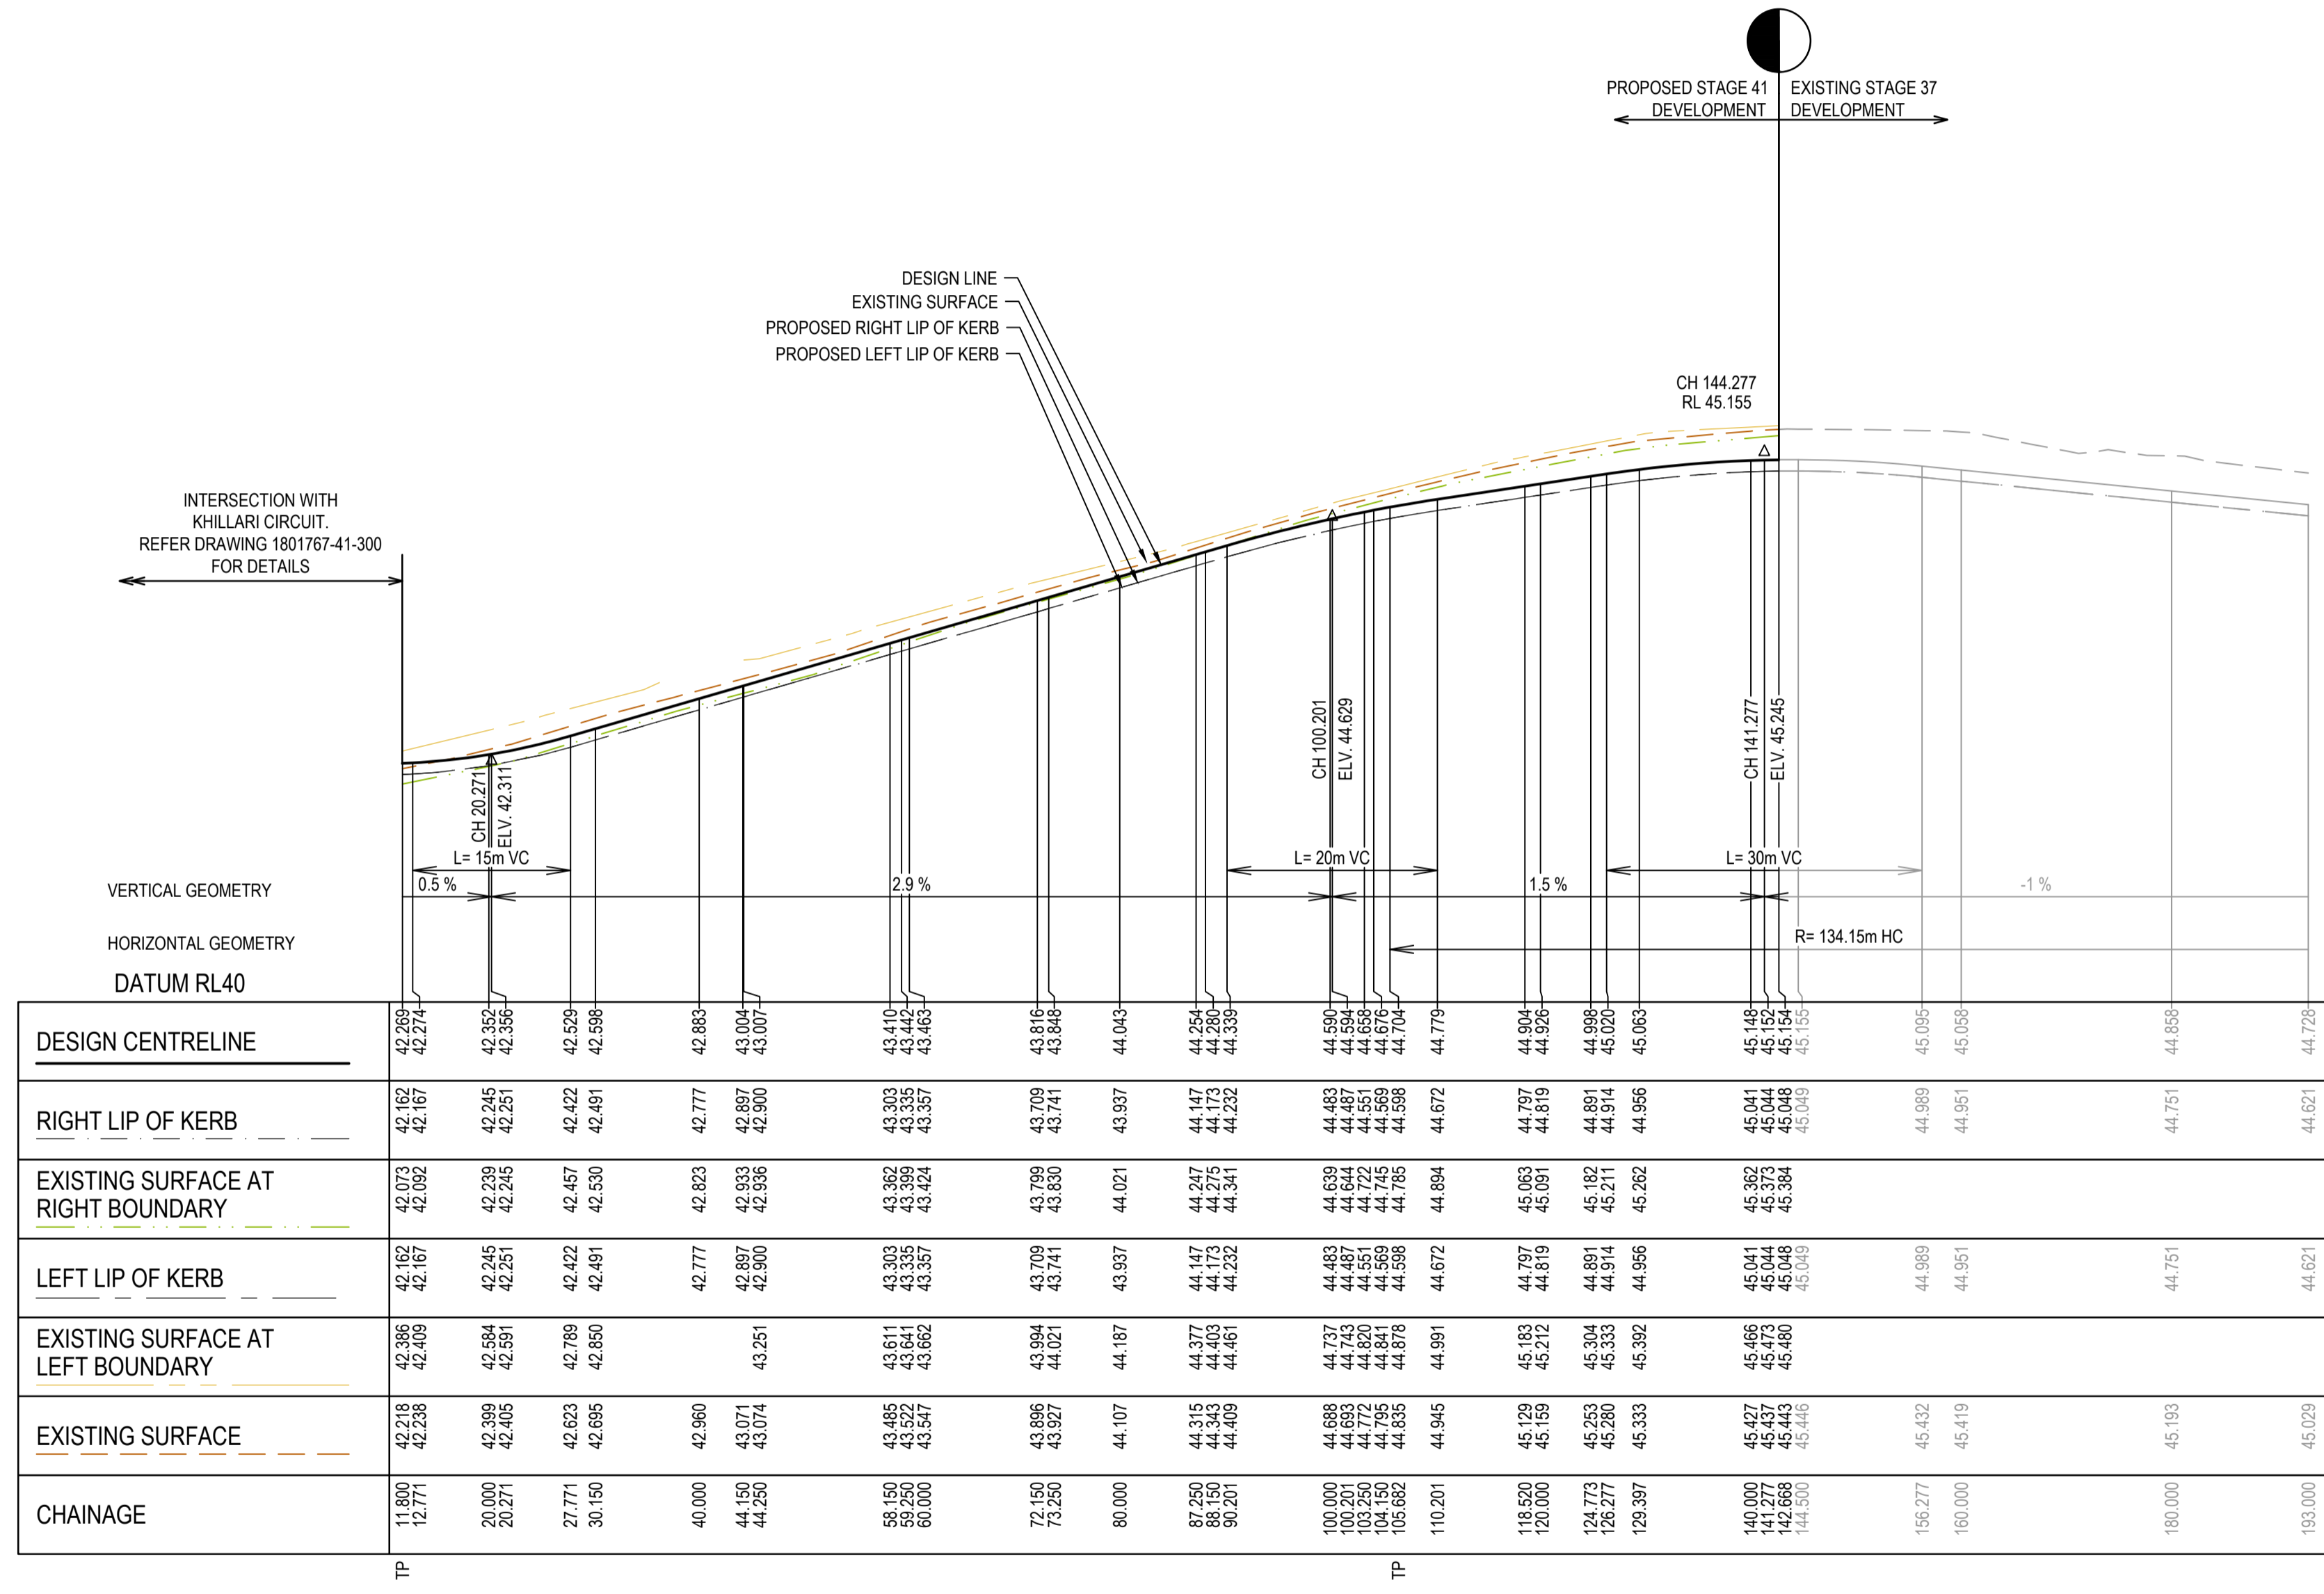 PROPOSED STAGE 41
DEVELOPMENT
EXISTING STAGE 37
DEVELOPMENT
DESIGN LINE
EXISTING SURFACE
PROPOSED RIGHT LIP OF KERB
PROPOSED LEFT LIP OF KERB
CH 144.277
RL 45.155
INTERSECTION WITH
KHILLARI CIRCUIT.
REFER DRAWING 1801767-41-300
FOR DETAILS
CH 20.271
ELV. 42.311
CH 100.201
ELV. 44.629
CH 141.277
ELV. 45.245
L= 15m VC
L= 20m VC
L= 30m VC
VERTICAL GEOMETRY
0.5 %
2.9 %
1.5 %
-1 %
HORIZONTAL GEOMETRY
R= 134.15m HC
DATUM RL40
DESIGN CENTRELINE
42.269 42.274 42.352 42.366 42.529 42.598 42.883 43.004 43.007 43.410 43.442 43.463 43.816 43.848 44.043 44.254 44.280 44.339 44.590 44.594 44.658 44.676 44.704 44.779 44.904 44.926 44.998 45.020 45.063 45.148 45.152 45.154 45.155 45.095 45.058 44.858 44.728
RIGHT LIP OF KERB
42.162 42.167 42.245 42.251 42.422 42.491 42.777 42.897 42.900 43.303 43.335 43.357 43.709 43.741 43.937 44.147 44.173 44.232 44.483 44.487 44.551 44.569 44.598 44.672 44.797 44.819 44.891 44.914 44.956 45.041 45.044 45.048 45.049 44.989 44.951 44.751 44.621
EXISTING SURFACE AT
RIGHT BOUNDARY
42.073 42.092 42.239 42.245 42.457 42.530 42.823 42.933 42.936 43.362 43.399 43.424 43.799 43.830 44.021 44.247 44.275 44.341 44.639 44.644 44.722 44.745 44.785 44.894 45.063 45.091 45.182 45.211 45.262 45.362 45.373 45.384
LEFT LIP OF KERB
42.162 42.167 42.245 42.251 42.422 42.491 42.777 42.897 42.900 43.303 43.335 43.357 43.709 43.741 43.937 44.147 44.173 44.232 44.483 44.487 44.551 44.569 44.598 44.672 44.797 44.819 44.891 44.914 44.956 45.041 45.044 45.048 45.049 44.989 44.951 44.751 44.621
EXISTING SURFACE AT
LEFT BOUNDARY
42.386 42.409 42.584 42.591 42.789 42.850 43.251 43.611 43.641 43.662 43.994 44.021 44.187 44.377 44.403 44.461 44.737 44.743 44.820 44.841 44.878 44.991 45.183 45.212 45.304 45.333 45.392 45.466 45.473 45.480
EXISTING SURFACE
42.218 42.238 42.399 42.405 42.623 42.695 42.960 43.071 43.074 43.485 43.522 43.547 43.896 43.927 44.107 44.315 44.343 44.409 44.688 44.693 44.772 44.795 44.835 44.945 45.129 45.159 45.253 45.280 45.333 45.427 45.437 45.443 45.446 45.432 45.419 45.193 45.029
CHAINAGE
11.800 12.771 20.000 20.271 27.771 30.150 40.000 44.150 44.250 58.150 59.250 60.000 72.150 73.250 80.000 87.250 88.150 90.201 100.000 100.201 103.250 104.150 105.682 110.201 118.520 120.000 124.773 126.277 129.397 140.000 141.277 142.668 144.500 156.277 160.000 180.000 193.000
TP
TP